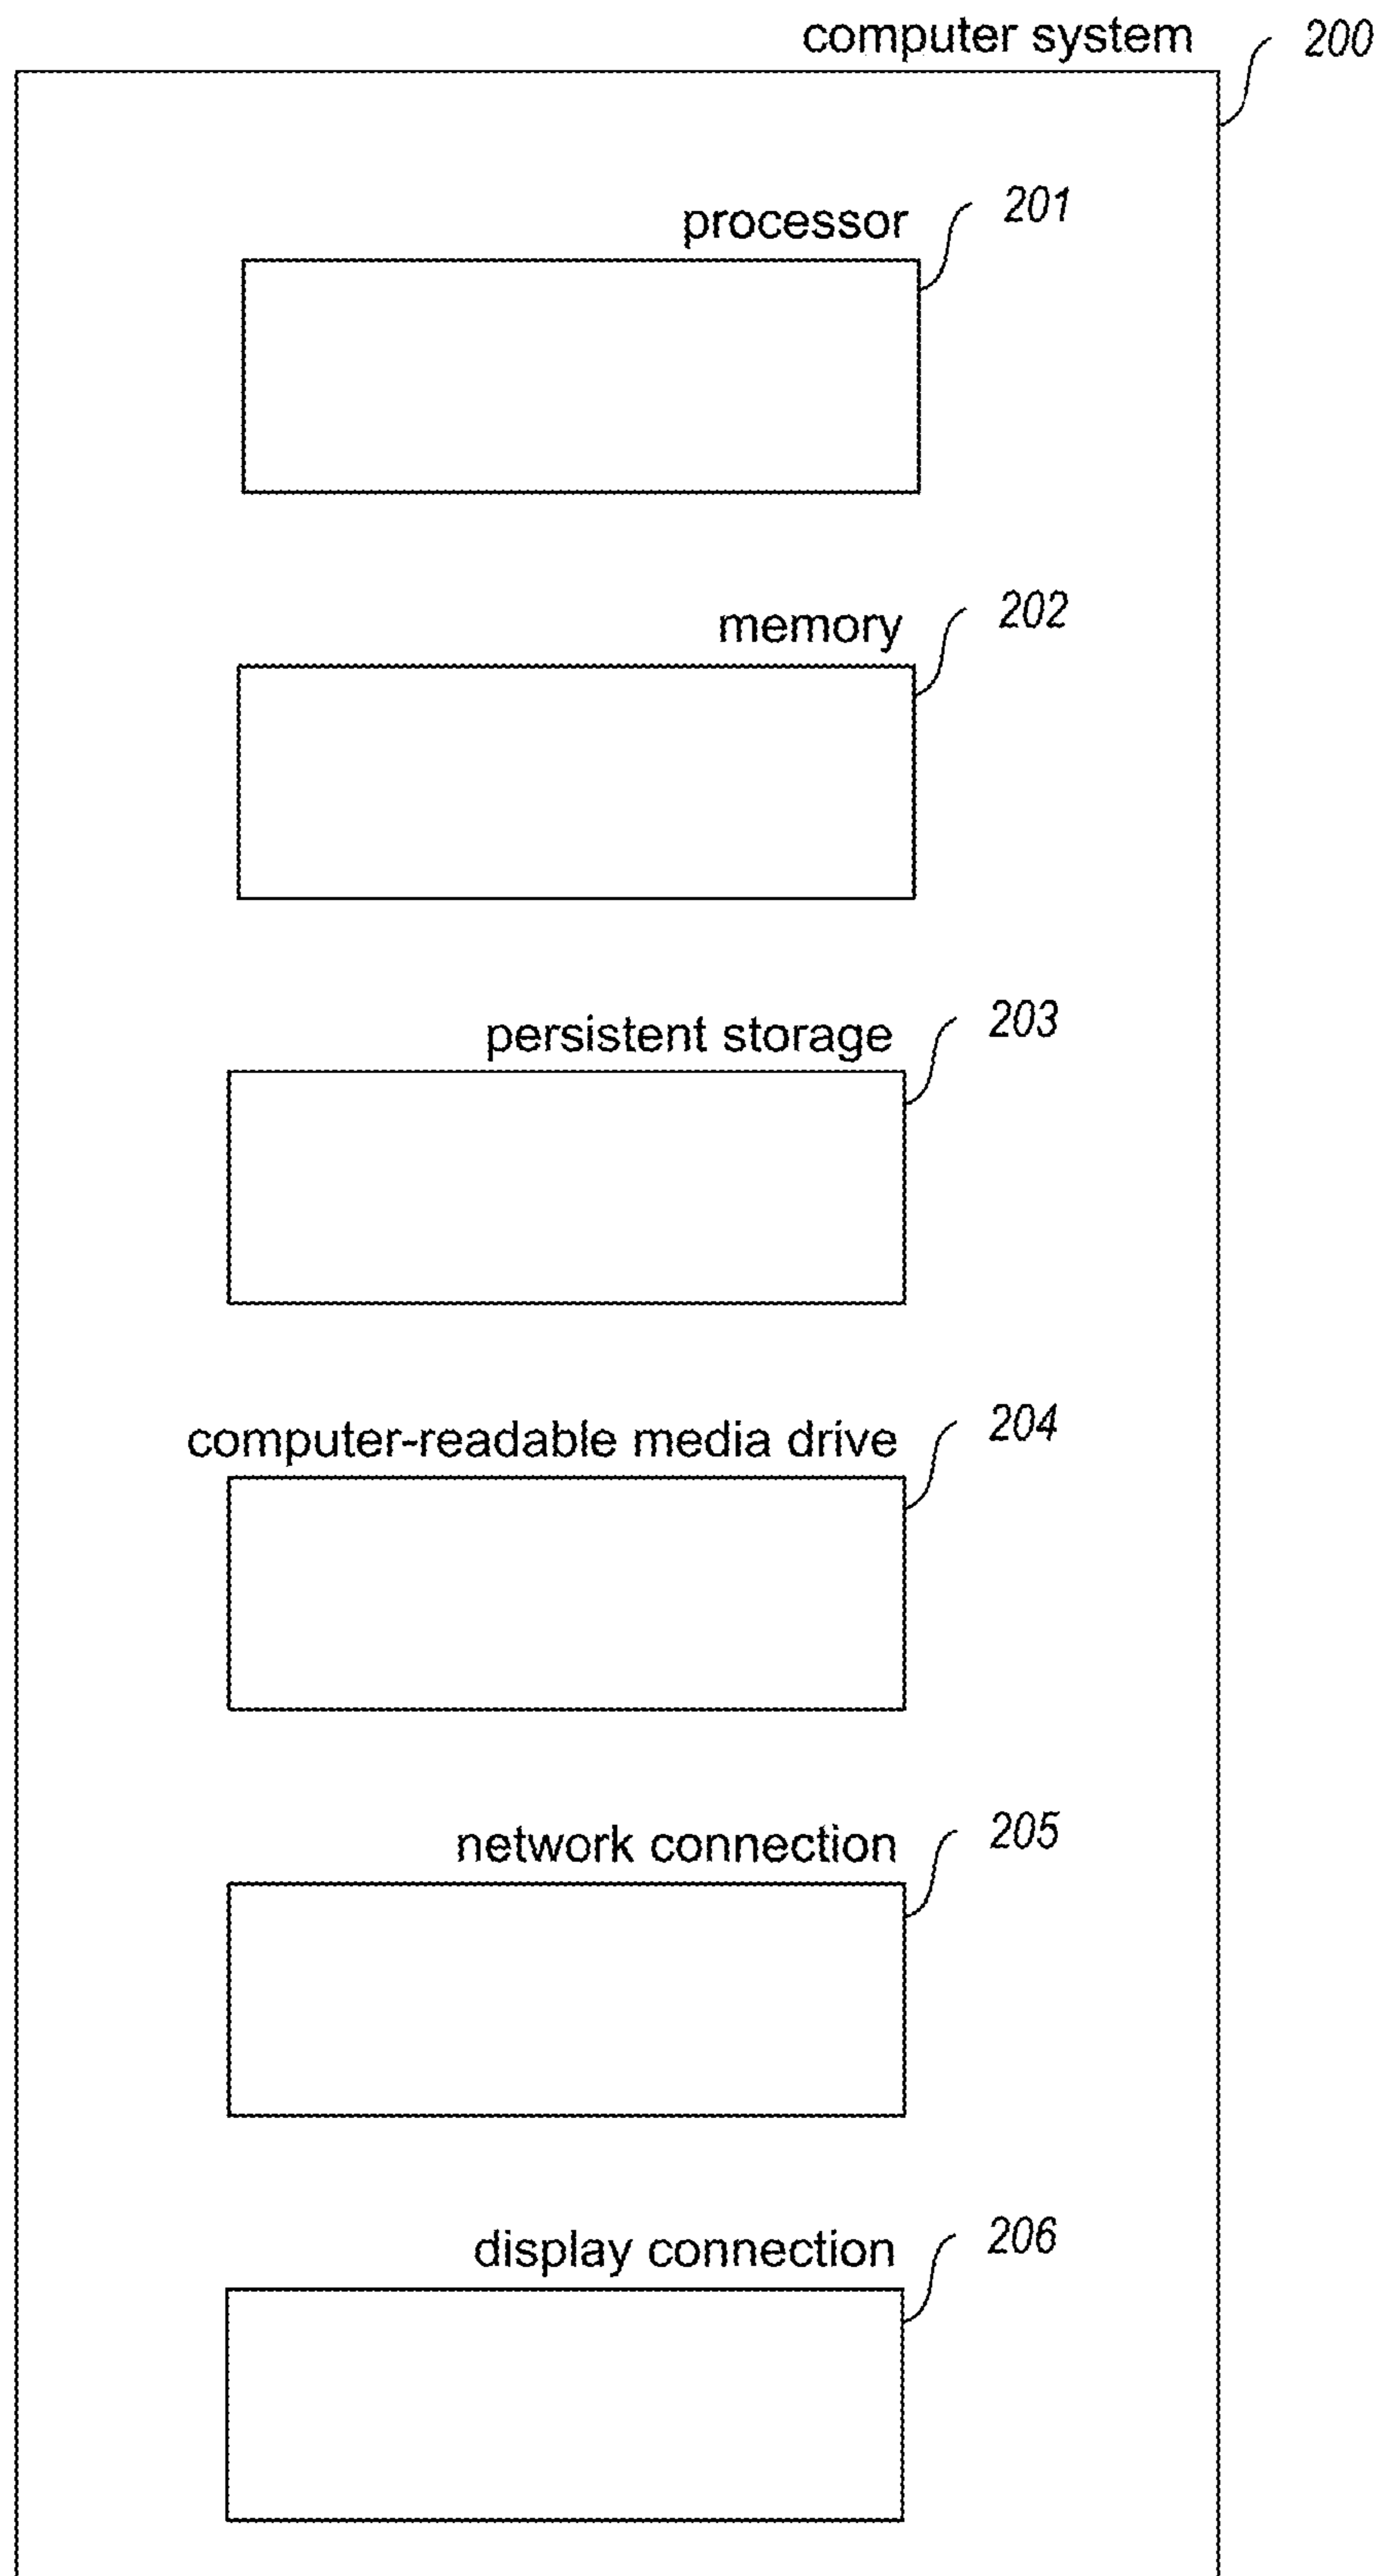 computer system 200
processor 201
memory 202
persistent storage 203
computer-readable media drive 204
network connection 205
display connection 206